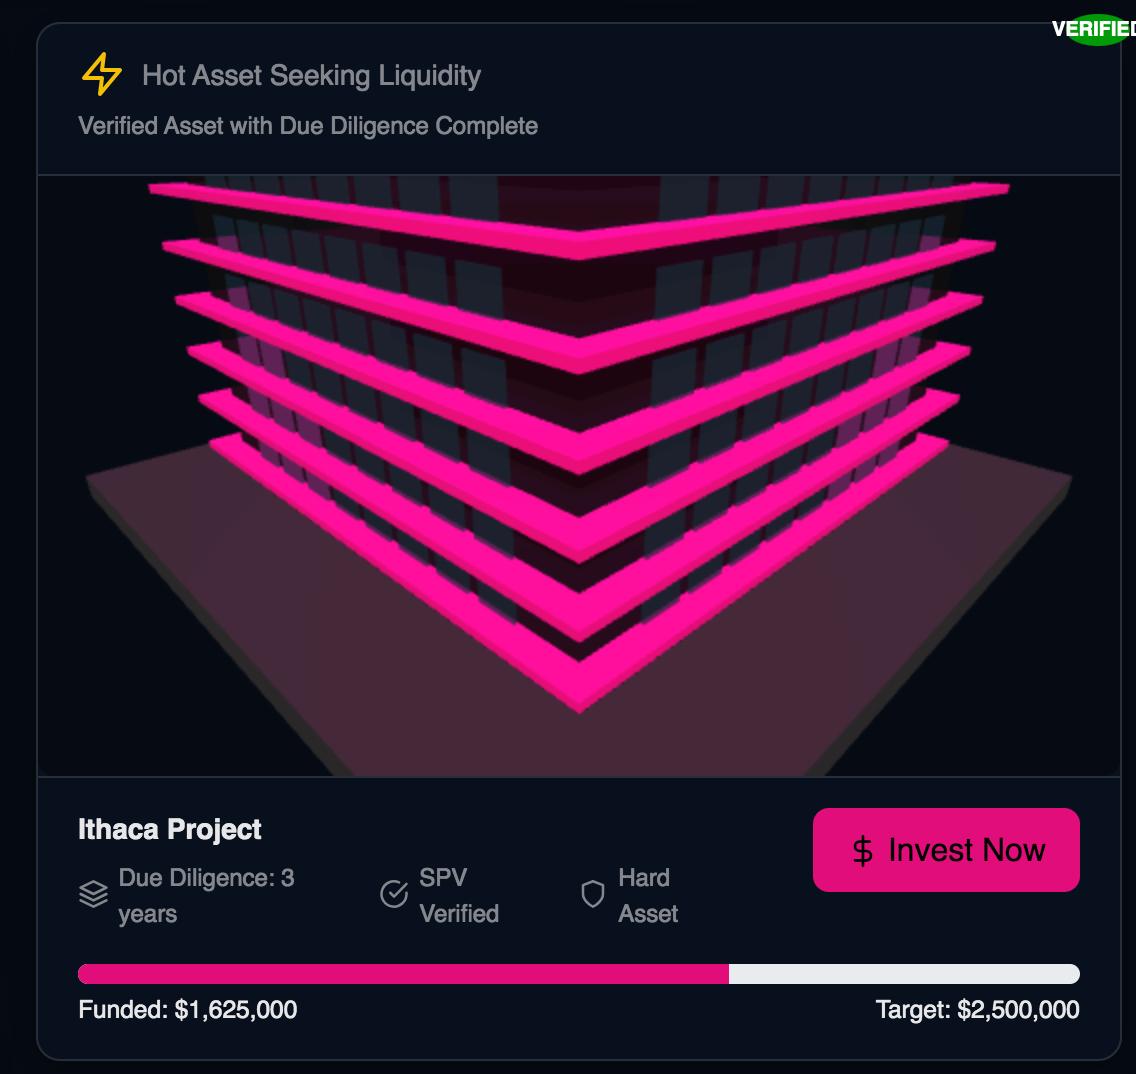 VERIFIED
Hot Asset Seeking Liquidity
Verified Asset with Due Diligence Complete
Ithaca Project
$ Invest Now
Due Diligence: 3
years
SPV
Verified
Hard
Asset
Funded: $1,625,000
Target: $2,500,000